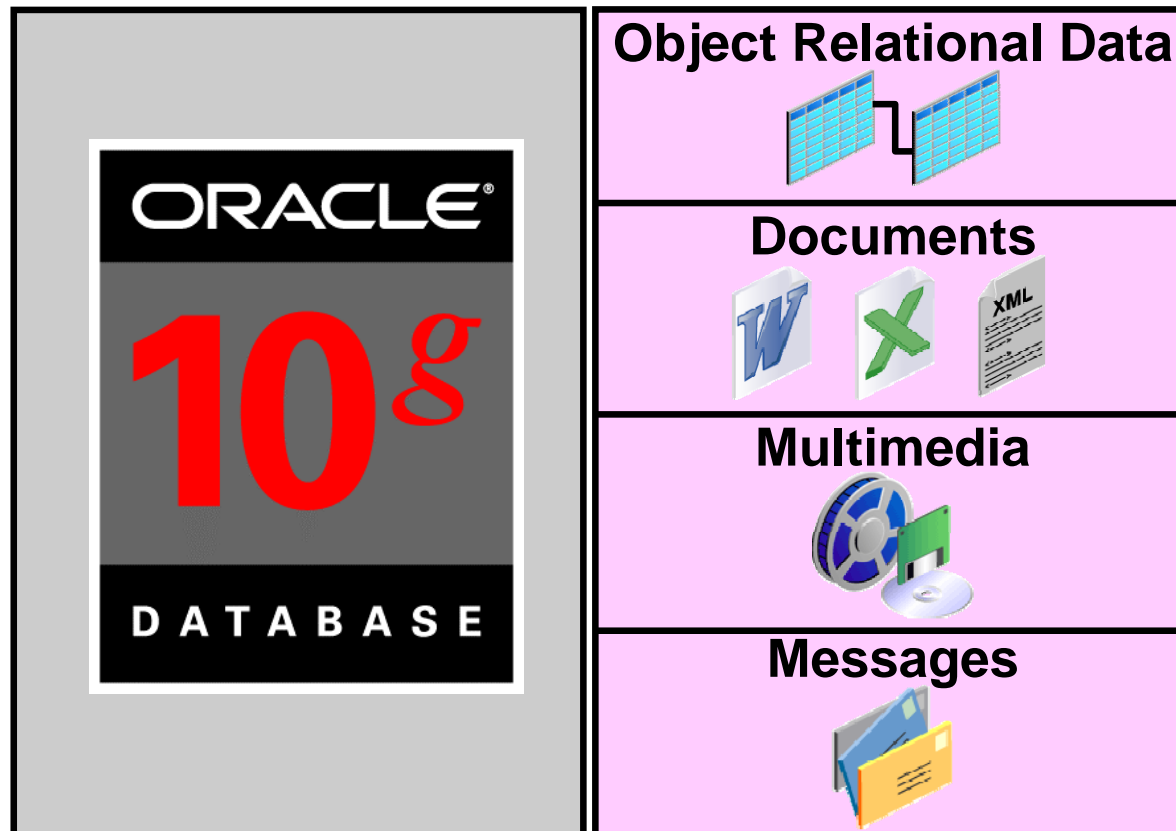 ORACLE®
10g
DATABASE
Object Relational Data
Documents
W X XML
Multimedia
Messages